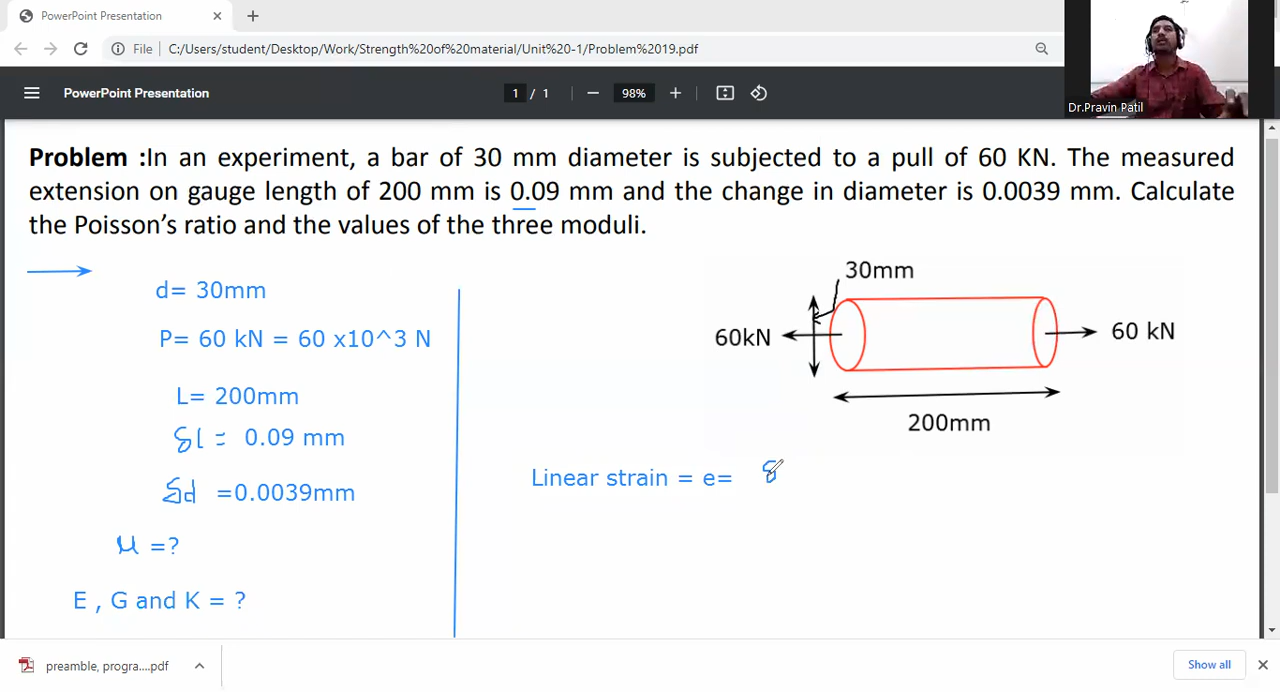 PowerPoint Presentation
File C:/Users/student/Desktop/Work/Strength%20of%20material/Unit%20-1/Problem%2019.pdf
PowerPoint Presentation
1 / 1
98%
Dr.Pravin Patil
Problem :In an experiment, a bar of 30 mm diameter is subjected to a pull of 60 KN. The measured
extension on gauge length of 200 mm is 0.09 mm and the change in diameter is 0.0039 mm. Calculate
the Poisson’s ratio and the values of the three moduli.
d= 30mm
P= 60 kN = 60 x10^3 N
L= 200mm
δl = 0.09 mm
δd =0.0039mm
μ =?
E , G and K = ?
30mm
60kN
60 kN
200mm
Linear strain = e= δ
preamble, progra....pdf
Show all